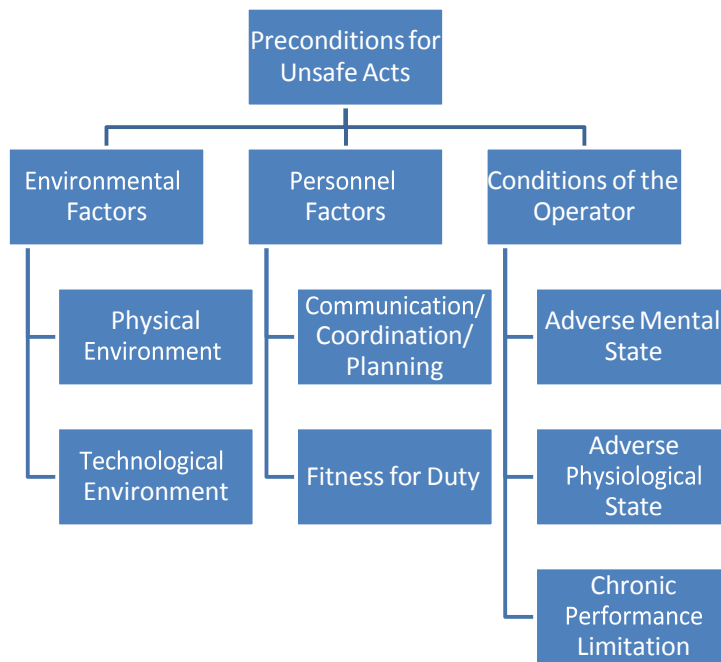 Preconditions for
Unsafe Acts
Environmental
Factors
Physical
Environment
Technological
Environment
Personnel
Factors
Communication/
Coordination/
Planning
Fitness for Duty
Conditions of the
Operator
Adverse Mental
State
Adverse
Physiological
State
Chronic
Performance
Limitation